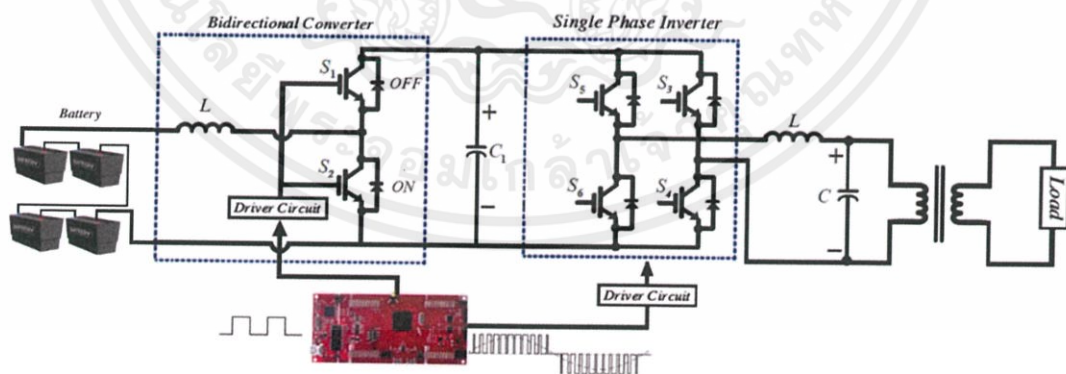 Bidirectional Converter
Single Phase Inverter
S1
OFF
S5
S3
Battery
L
+
C1
−
L
+
C
−
S2
ON
S6
S4
Driver Circuit
Load
Driver Circuit